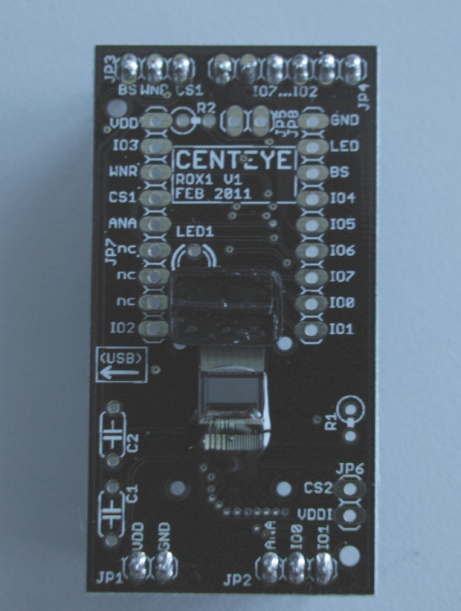 JP3
BS WNR CS1
IO7...IO2
JP4
R2
JP5
JP8
VDD
GND
IO3
LED
CENTEYE
ROX1 V1
FEB 2011
WNR
BS
CS1
IO4
ANA
IO5
LED1
JP7
nc
IO6
nc
IO7
nc
IO0
IO2
IO1
<USB>
R1
C2
JP6
CS2
C1
VDDI
VDD
GND
ANA
IO0
IO1
JP1
JP2